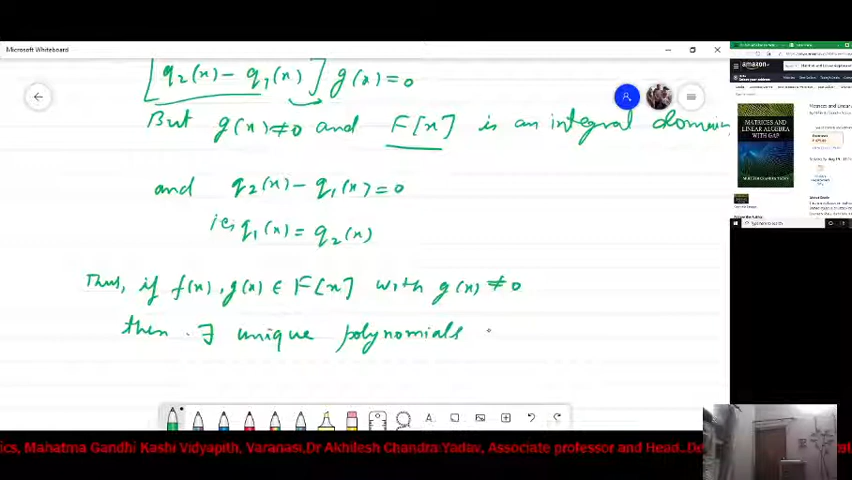 Microsoft Whiteboard
[q₂(x) − q₁(x)] g(x) = 0
But g(x) ≠ 0 and F[x] is an integral domain
and q₂(x) − q₁(x) = 0
i.e, q₁(x) = q₂(x)
Thus, if f(x), g(x) ∈ F[x] with g(x) ≠ 0
then . ∃ unique polynomials
amazon
MATRICES AND
LINEAR ALGEBRA
WITH GAP
ics, Mahatma Gandhi Kashi Vidyapith, Varanasi,Dr Akhilesh Chandra Yadav, Associate professor and Head..De